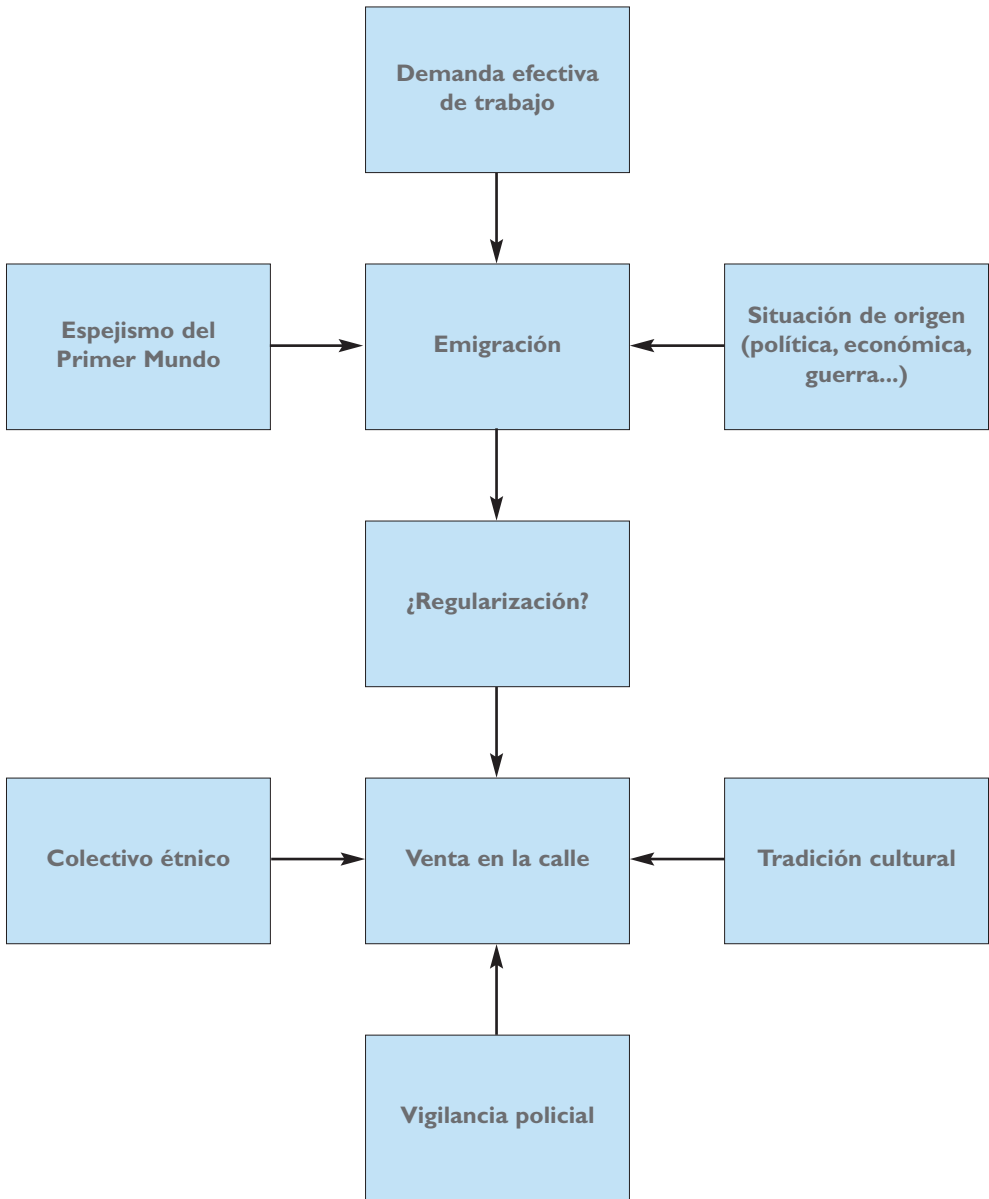 Demanda efectiva
de trabajo
Espejismo del
Primer Mundo
Emigración
Situación de origen
(política, económica,
guerra...)
¿Regularización?
Colectivo étnico
Venta en la calle
Tradición cultural
Vigilancia policial